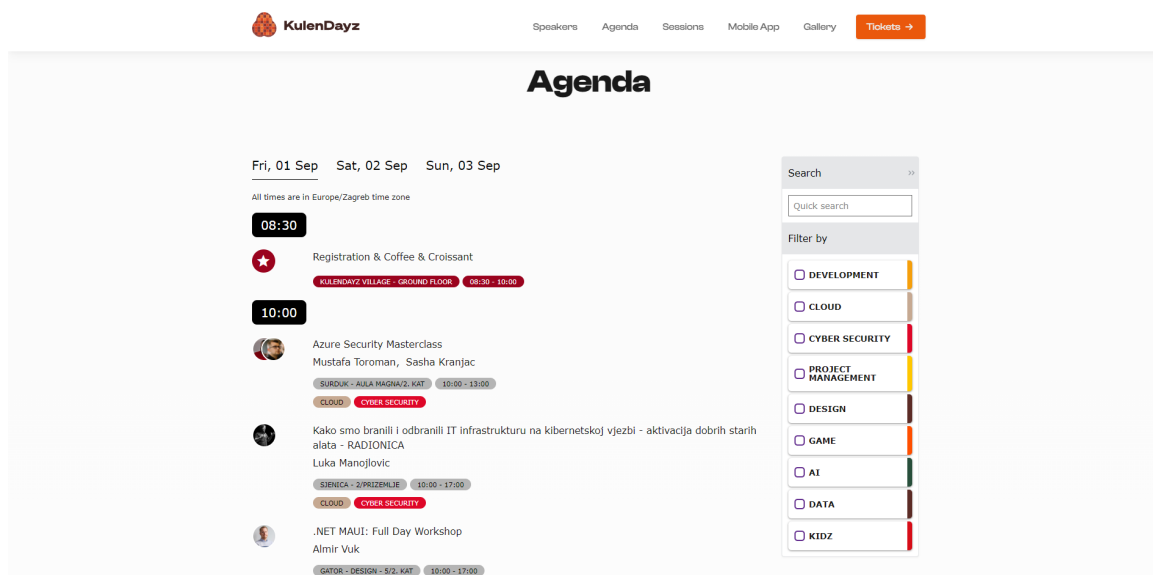 KulenDayz
Speakers Agenda Sessions Mobile App Gallery Tickets →
Agenda
Fri, 01 Sep Sat, 02 Sep Sun, 03 Sep
All times are in Europe/Zagreb time zone
08:30
Registration & Coffee & Croissant
KULENDAYZ VILLAGE - GROUND FLOOR 08:30 - 10:00
10:00
Azure Security Masterclass
Mustafa Toroman, Sasha Kranjac
SURDUK - AULA MAGNA/2. KAT 10:00 - 13:00
CLOUD CYBER SECURITY
Kako smo branili i odbranili IT infrastrukturu na kibernetskoj vjezbi - aktivacija dobrih starih
alata - RADIONICA
Luka Manojlovic
SJENICA - 2/PRIZEMLJE 10:00 - 17:00
CLOUD CYBER SECURITY
.NET MAUI: Full Day Workshop
Almir Vuk
GATOR - DESIGN - 5/2. KAT 10:00 - 17:00
Search »
Quick search
Filter by
DEVELOPMENT
CLOUD
CYBER SECURITY
PROJECT
MANAGEMENT
DESIGN
GAME
AI
DATA
KIDZ